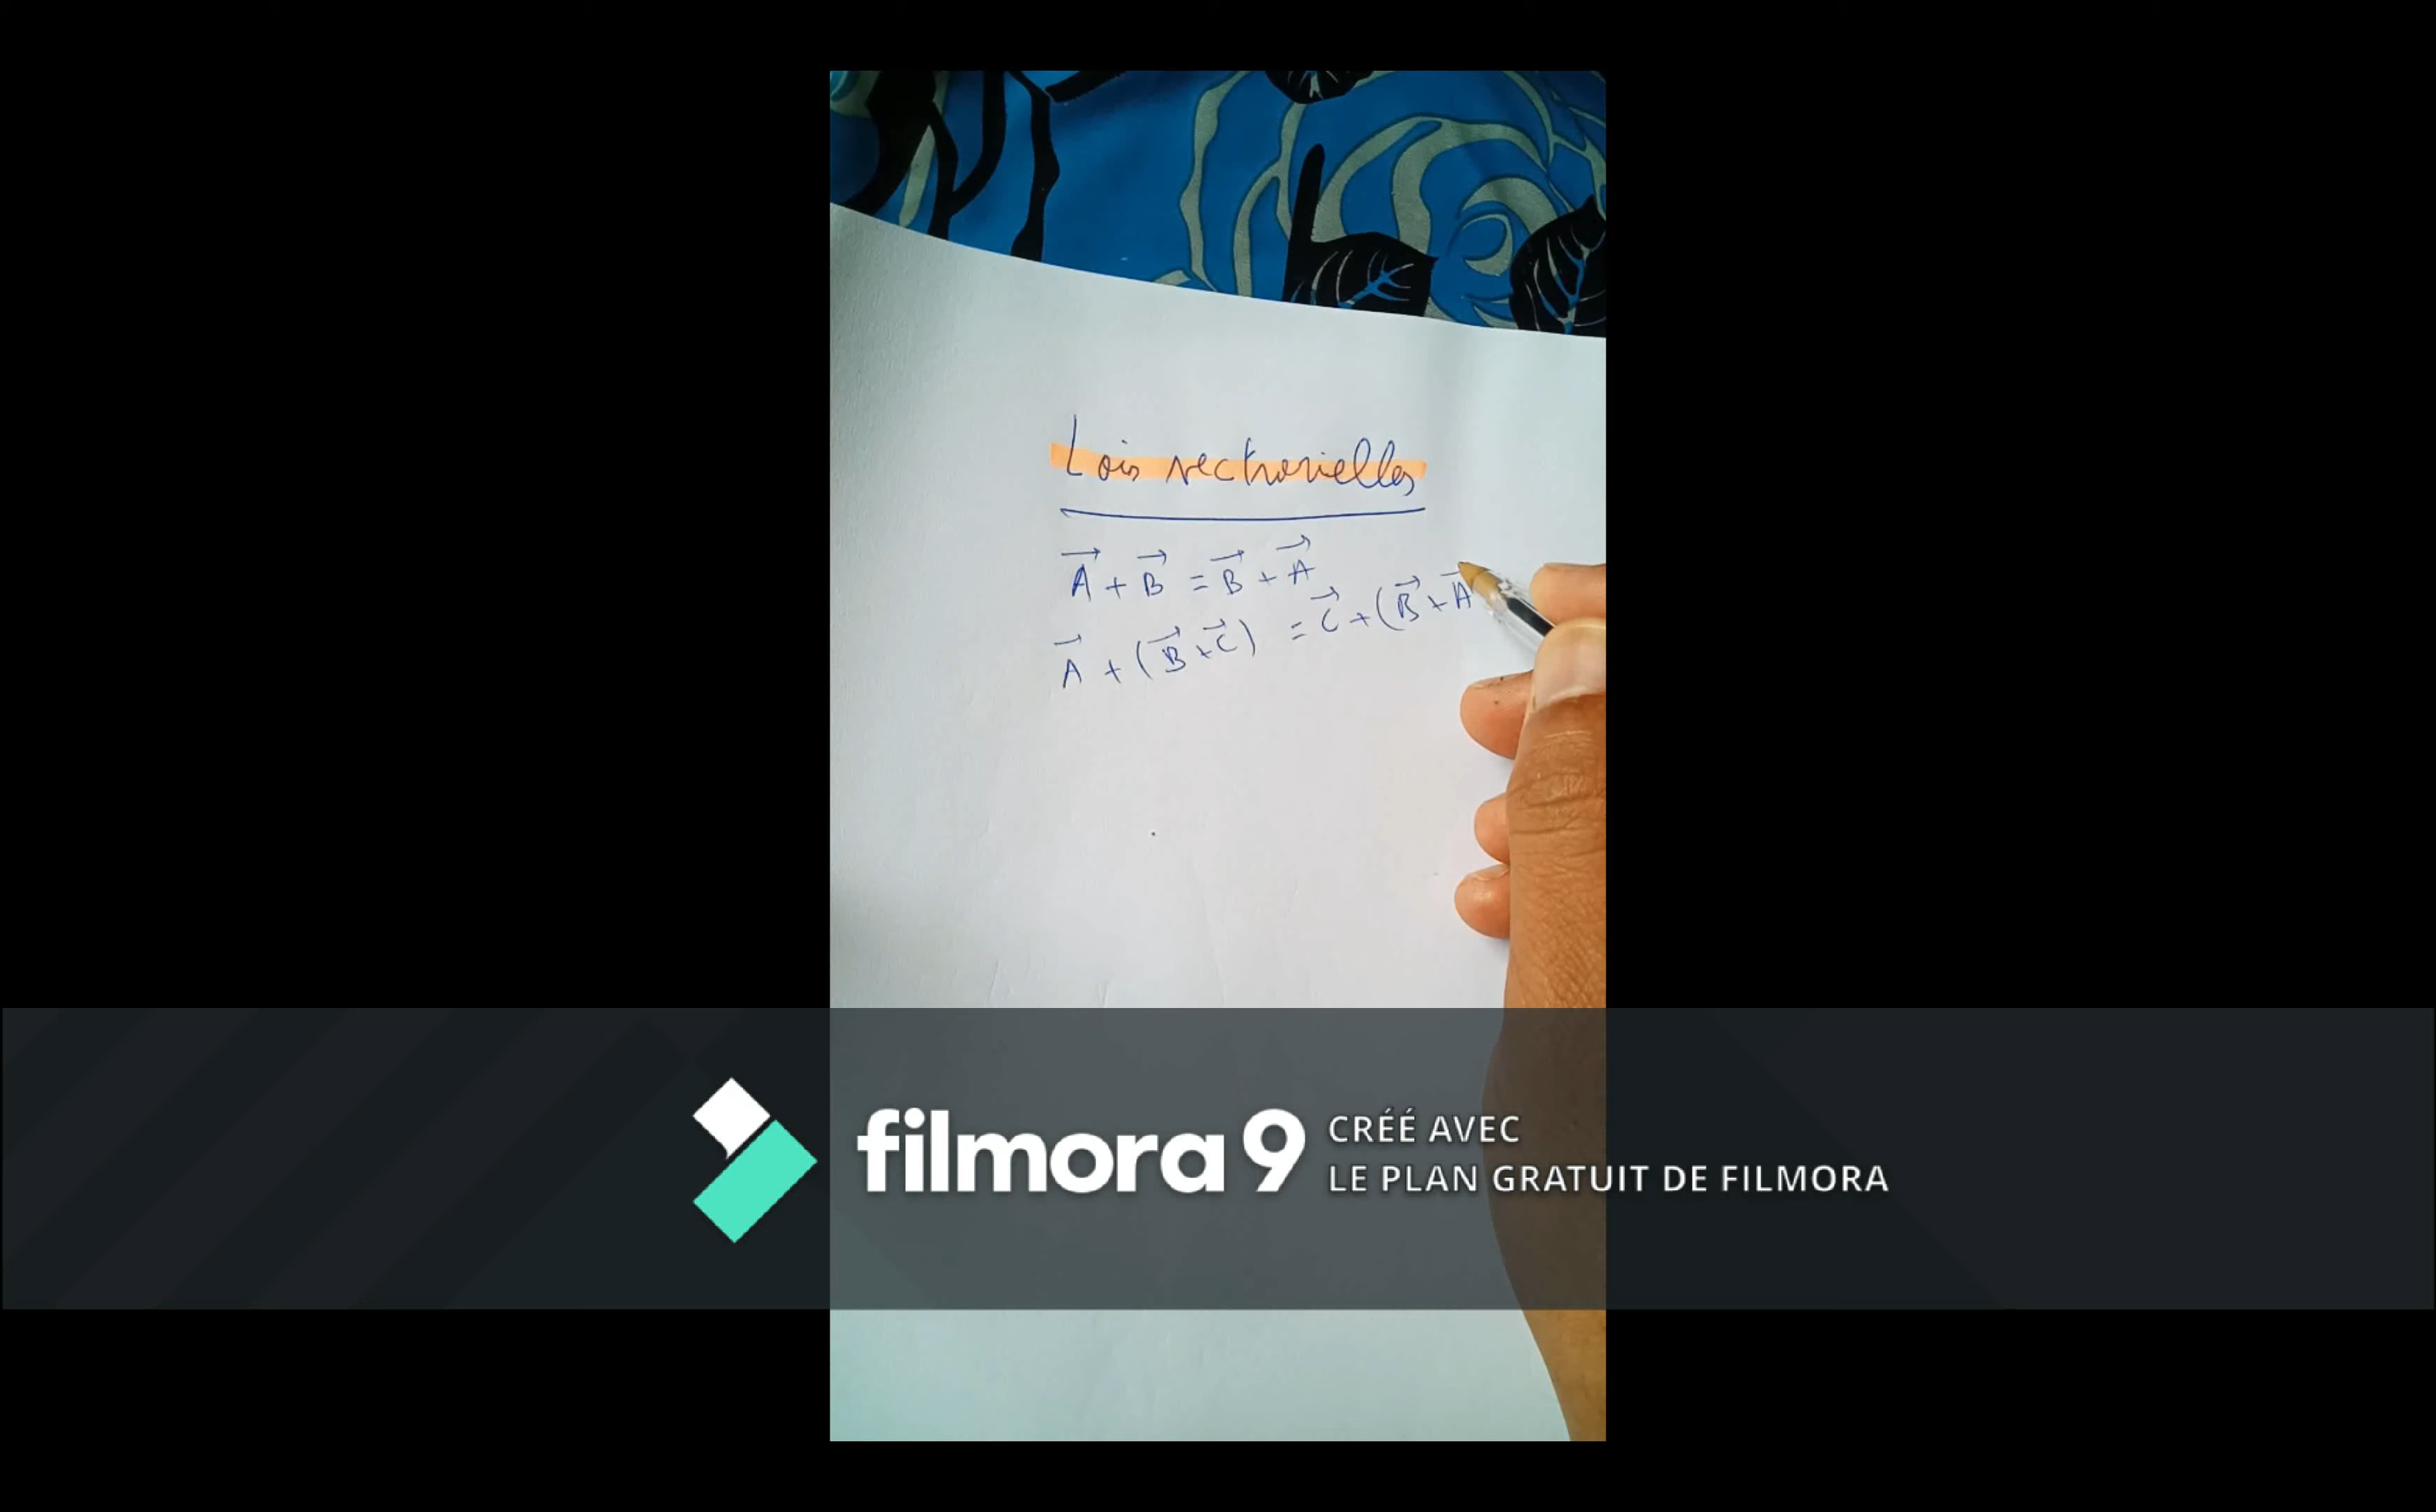 Lois vectorielles
A⃗ + B⃗ = B⃗ + A⃗
A⃗ + (B⃗ + C⃗) = C⃗ + (B⃗ + A⃗
filmora 9
CRÉÉ AVEC
LE PLAN GRATUIT DE FILMORA